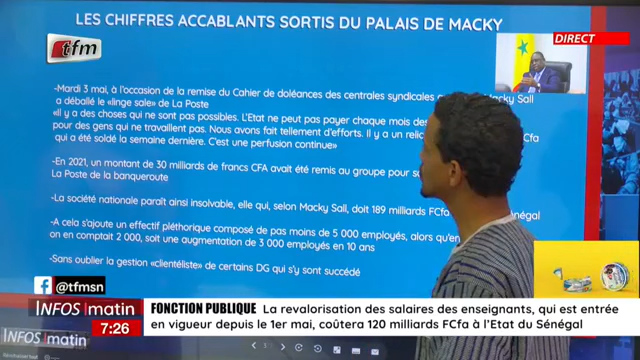 LES CHIFFRES ACCABLANTS SORTIS DU PALAIS DE MACKY
tfm
DIRECT
-Mardi 3 mai, à l'occasion de la remise du Cahier de doléances des centrales syndicales Macky Sall
a déballé le «linge sale» de La Poste
«Il y a des choses qui ne sont pas possibles. L'Etat ne peut pas payer chaque mois des
pour des gens qui ne travaillent pas. Nous avons fait tellement d'efforts. Il y a un Cfa
qui a été soldé la semaine dernière. C'est une perfusion continue»
-En 2021, un montant de 30 milliards de francs CFA avait été remis au groupe pour
La Poste de la banqueroute
-La société nationale paraît ainsi insolvable, elle qui, selon Macky Sall, doit 189 milliards FCfa
-A cela s'ajoute un effectif pléthorique composé de pas moins de 5 000 employés, alors
on en comptait 2 000, soit une augmentation de 3 000 employés en 10 ans
-Sans oublier la gestion «clientéliste» de certains DG qui s'y sont succédé
@tfmsn
INFOS matin
7:26
FONCTION PUBLIQUE La revalorisation des salaires des enseignants, qui est entrée
en vigueur depuis le 1er mai, coûtera 120 milliards FCfa à l'Etat du Sénégal
INFOS matin